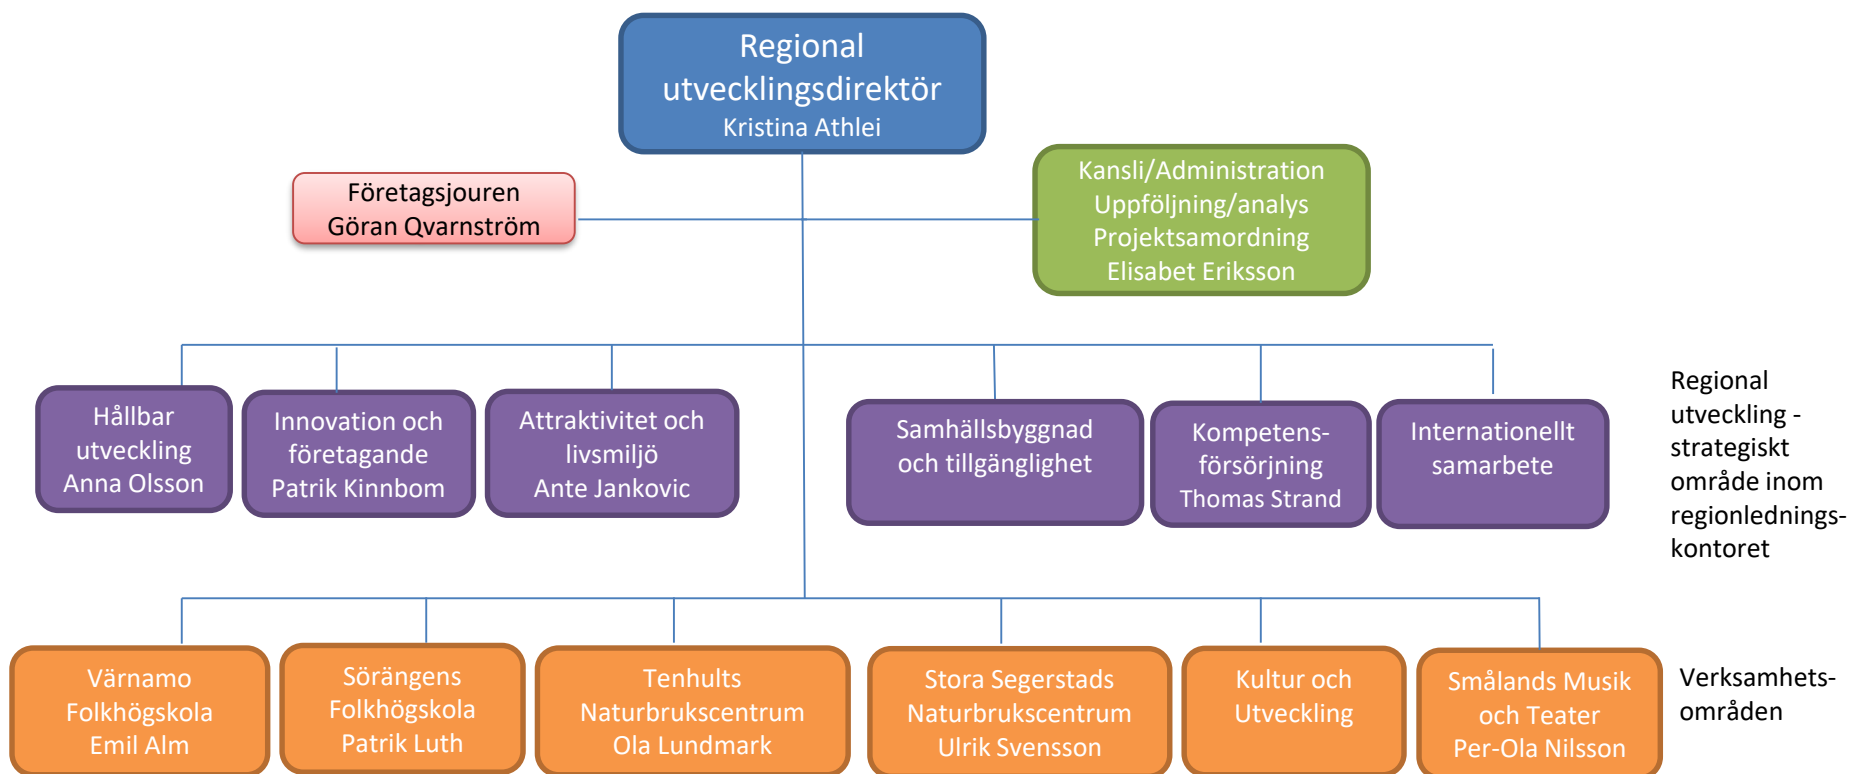 Regional
utvecklingsdirektör
Kristina Athlei
Företagsjouren
Göran Qvarnström
Kansli/Administration
Uppföljning/analys
Projektsamordning
Elisabet Eriksson
Hållbar
utveckling
Anna Olsson
Innovation och
företagande
Patrik Kinnbom
Attraktivitet och
livsmiljö
Ante Jankovic
Samhällsbyggnad
och tillgänglighet
Kompetens-
försörjning
Thomas Strand
Internationellt
samarbete
Regional
utveckling -
strategiskt
område inom
regionlednings-
kontoret
Värnamo
Folkhögskola
Emil Alm
Sörängens
Folkhögskola
Patrik Luth
Tenhults
Naturbrukscentrum
Ola Lundmark
Stora Segerstads
Naturbrukscentrum
Ulrik Svensson
Kultur och
Utveckling
Smålands Musik
och Teater
Per-Ola Nilsson
Verksamhets-
områden